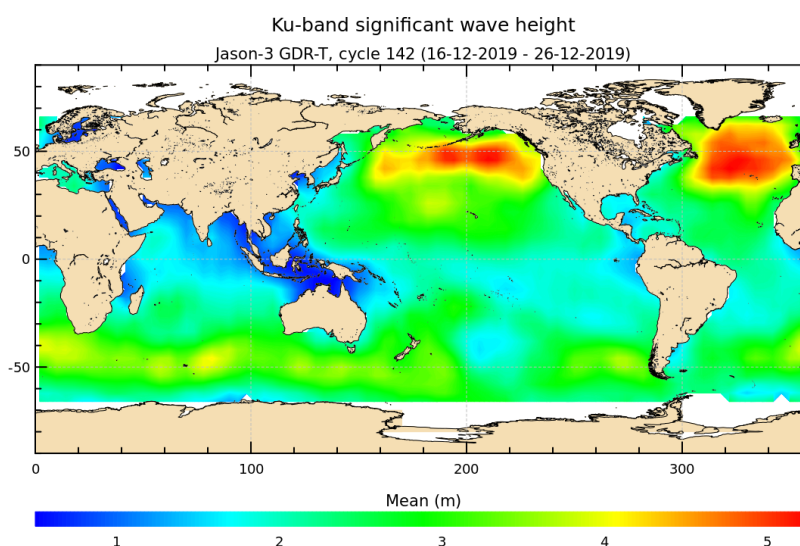 Ku-band significant wave height
Jason-3 GDR-T, cycle 142 (16-12-2019 - 26-12-2019)
50
0
-50
0 100 200 300
Mean (m)
1 2 3 4 5